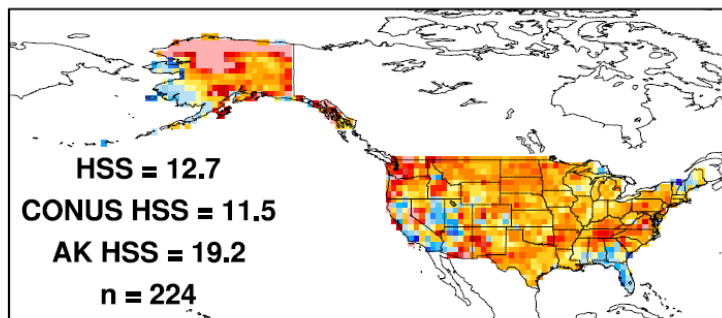 HSS = 12.7
CONUS HSS = 11.5
AK HSS = 19.2
n = 224